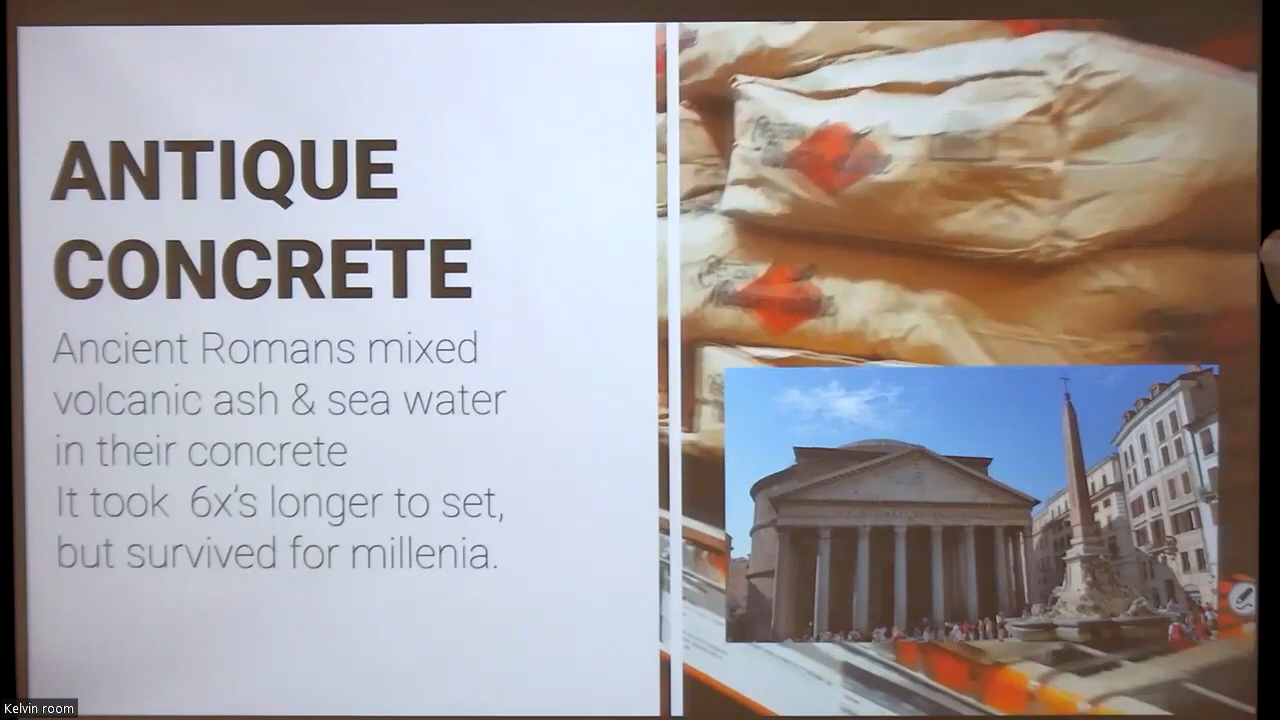 ANTIQUE
CONCRETE
Ancient Romans mixed
volcanic ash & sea water
in their concrete
It took 6x's longer to set,
but survived for millenia.
Kelvin room